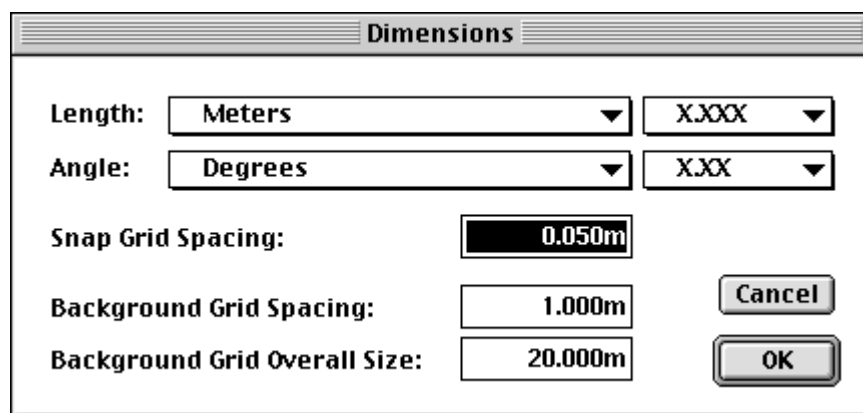 Dimensions
Length: Meters X.XXX
Angle: Degrees X.XX
Snap Grid Spacing: 0.050m
Background Grid Spacing: 1.000m
Cancel
Background Grid Overall Size: 20.000m
OK